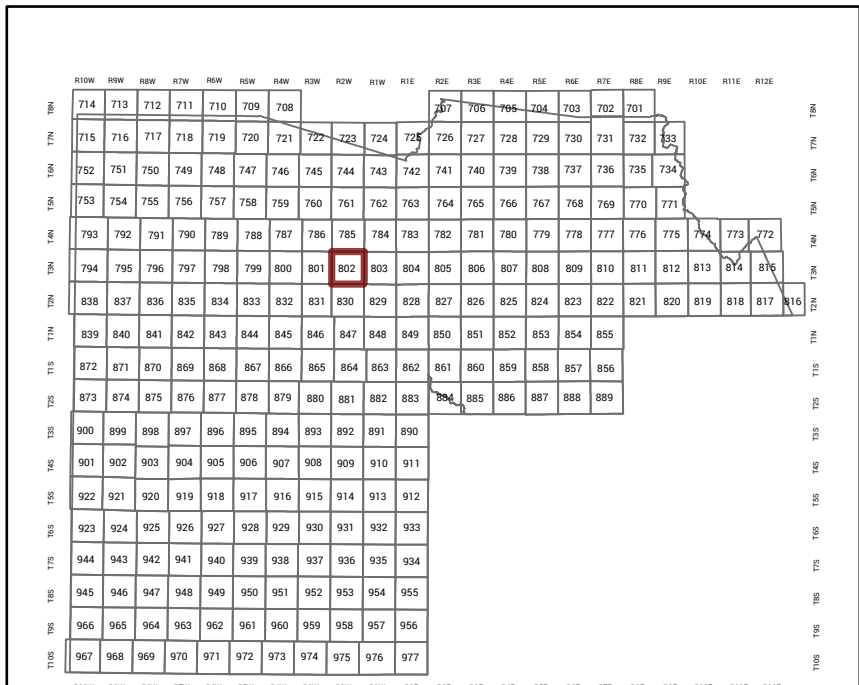 R10W R9W R8W R7W R6W R5W R4W R3W R2W R1W R1E R2E R3E R4E R5E R6E R7E R8E R9E R10E R11E R12E
T8N 714 713 712 711 710 709 708 707 706 705 704 703 702 701 T8N
T7N 715 716 717 718 719 720 721 722 723 724 725 726 727 728 729 730 731 732 733 T7N
T6N 752 751 750 749 748 747 746 745 744 743 742 741 740 739 738 737 736 735 734 T6N
T5N 753 754 755 756 757 758 759 760 761 762 763 764 765 766 767 768 769 770 771 T5N
T4N 793 792 791 790 789 788 787 786 785 784 783 782 781 780 779 778 777 776 775 774 773 772 T4N
T3N 794 795 796 797 798 799 800 801 802 803 804 805 806 807 808 809 810 811 812 813 814 815 T3N
T2N 838 837 836 835 834 833 832 831 830 829 828 827 826 825 824 823 822 821 820 819 818 817 816 T2N
T1N 839 840 841 842 843 844 845 846 847 848 849 850 851 852 853 854 855 T1N
T1S 872 871 870 869 868 867 866 865 864 863 862 861 860 859 858 857 856 T1S
T2S 873 874 875 876 877 878 879 880 881 882 883 884 885 886 887 888 889 T2S
T3S 900 899 898 897 896 895 894 893 892 891 890 T3S
T4S 901 902 903 904 905 906 907 908 909 910 911 T4S
T5S 922 921 920 919 918 917 916 915 914 913 912 T5S
T6S 923 924 925 926 927 928 929 930 931 932 933 T6S
T7S 944 943 942 941 940 939 938 937 936 935 934 T7S
T8S 945 946 947 948 949 950 951 952 953 954 955 T8S
T9S 966 965 964 963 962 961 960 959 958 957 956 T9S
T10S 967 968 969 970 971 972 973 974 975 976 977 T10S